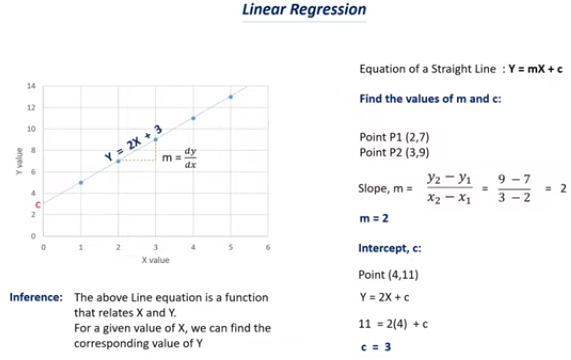 Linear Regression
14
12
10
8
6
4
2
0
Y value
C
Y = 2X + 3
m = dy
dx
0 1 2 3 4 5 6
X value
Inference: The above Line equation is a function
that relates X and Y.
For a given value of X, we can find the
corresponding value of Y
Equation of a Straight Line : Y = mX + c
Find the values of m and c:
Point P1 (2,7)
Point P2 (3,9)
Slope, m = y₂ − y₁ = 9 − 7 = 2
x₂ − x₁ 3 − 2
m = 2
Intercept, c:
Point (4,11)
Y = 2X + c
11 = 2(4) + c
c = 3